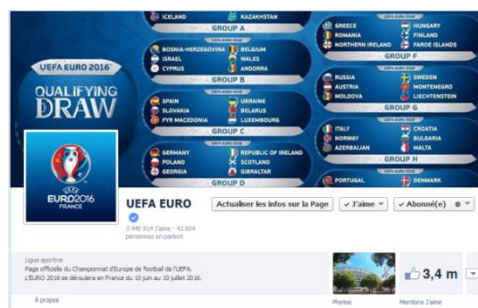 ICELAND KAZAKHSTAN
GROUP A
BOSNIA-HERZEGOVINA BELGIUM
ISRAEL WALES
CYPRUS ANDORRA
GROUP B
SPAIN UKRAINE
SLOVAKIA BELARUS
FYR MACEDONIA LUXEMBOURG
GROUP C
GERMANY REPUBLIC OF IRELAND
POLAND SCOTLAND
GEORGIA GIBRALTAR
GROUP D
GREECE HUNGARY
ROMANIA FINLAND
NORTHERN IRELAND FAROE ISLANDS
GROUP F
RUSSIA SWEDEN
AUSTRIA MONTENEGRO
MOLDOVA LIECHTENSTEIN
GROUP G
ITALY CROATIA
NORWAY BULGARIA
AZERBAIJAN MALTA
GROUP H
PORTUGAL DENMARK
UEFA EURO 2016
QUALIFYING
DRAW
UEFA
EURO2016
FRANCE
UEFA EURO
Actualiser les infos sur la Page
J'aime
Abonné(e)
personnes en parlent
Ligue sportive
Page officielle du Championnat d'Europe de football de l'UEFA.
L'EURO 2016 se déroulera en France du 10 juin au 10 juillet 2016.
À propos
Photos
3,4 m
Mentions J'aime